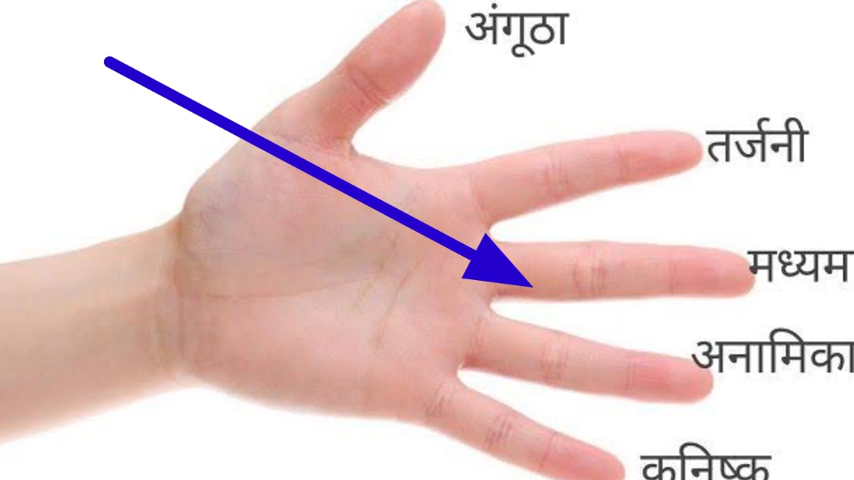 अंगूठा
तर्जनी
मध्यम
अनामिका
कनिष्क